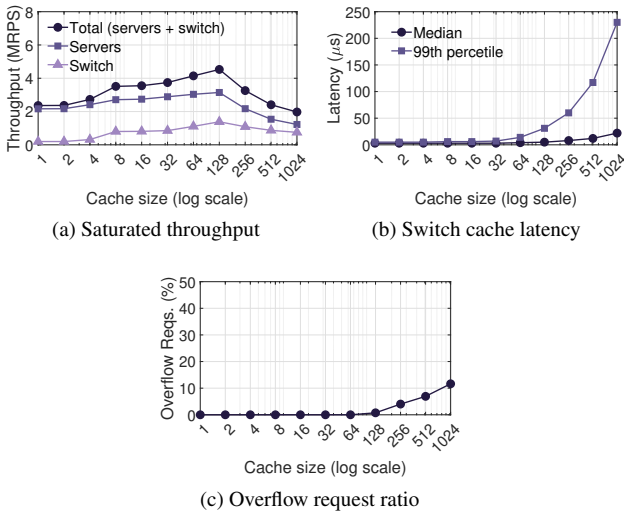 Throughput (MRPS)
8
6
4
2
0
Total (servers + switch)
Servers
Switch
1 2 4 8 16 32 64 128 256 512 1024
Cache size (log scale)
(a) Saturated throughput
Latency (μs)
250
200
150
100
50
0
Median
99th percetile
1 2 4 8 16 32 64 128 256 512 1024
Cache size (log scale)
(b) Switch cache latency
Overflow Reqs. (%)
50
40
30
20
10
0
1 2 4 8 16 32 64 128 256 512 1024
Cache size (log scale)
(c) Overflow request ratio